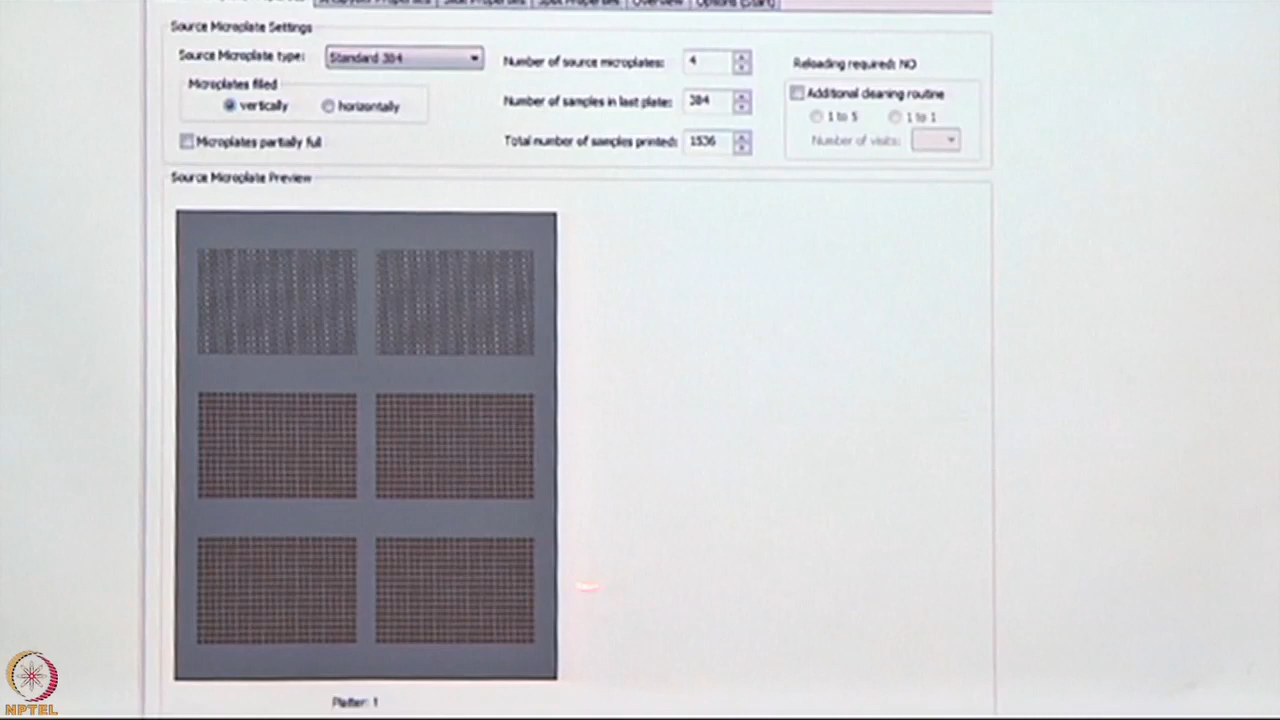 Options (Start)
Source Microplate Settings
Source Microplate type: Standard 384
Number of source microplates: 4
Reloading required: NO
Microplates filled
vertically horizontally
Number of samples in last plate: 384
Additional cleaning routine
1 to 5 1 to 1
Microplates partially full
Total number of samples printed: 1536
Number of visits:
Source Microplate Preview
Platter: 1
NPTEL